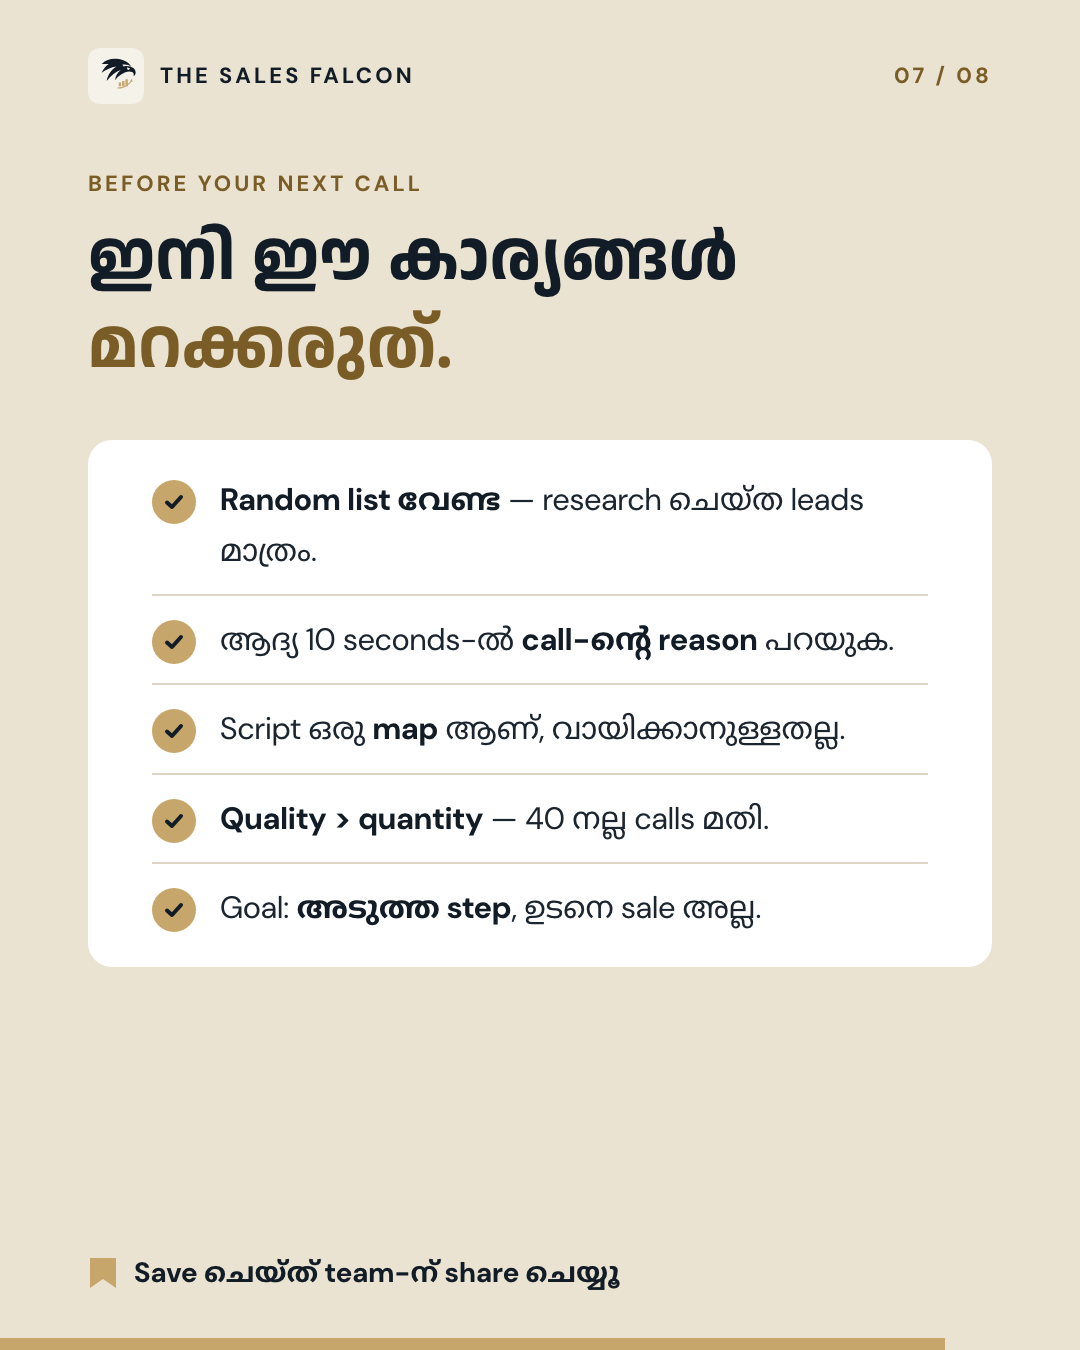 THE SALES FALCON
07 / 08
BEFORE YOUR NEXT CALL
ഇനി ഈ കാര്യങ്ങൾ
മറക്കരുത്.
Random list വേണ്ട — research ചെയ്ത leads
മാത്രം.
ആദ്യ 10 seconds-ൽ call-ന്റെ reason പറയുക.
Script ഒരു map ആണ്, വായിക്കാനുള്ളതല്ല.
Quality > quantity — 40 നല്ല calls മതി.
Goal: അടുത്ത step, ഉടനെ sale അല്ല.
Save ചെയ്ത് team-ന് share ചെയ്യൂ